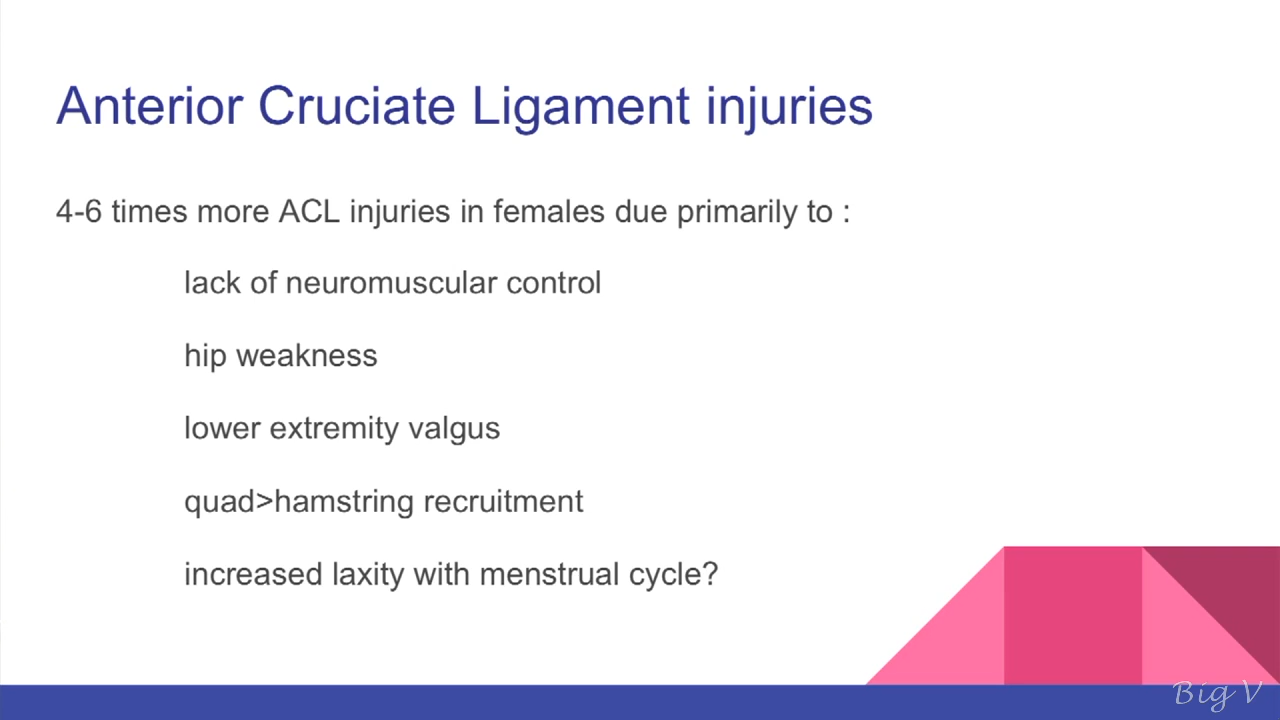 Anterior Cruciate Ligament injuries
4-6 times more ACL injuries in females due primarily to :
lack of neuromuscular control
hip weakness
lower extremity valgus
quad>hamstring recruitment
increased laxity with menstrual cycle?
Big V